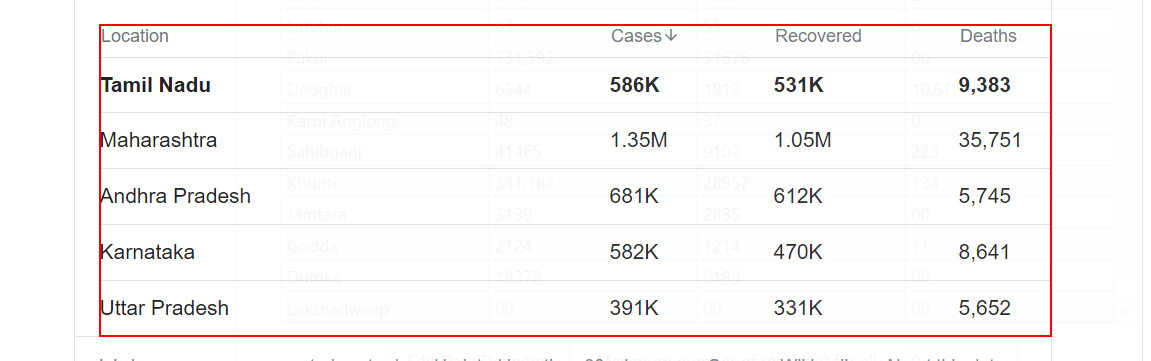 Location Cases↓ Recovered Deaths
Tamil Nadu 586K 531K 9,383
Maharashtra 1.35M 1.05M 35,751
Andhra Pradesh 681K 612K 5,745
Karnataka 582K 470K 8,641
Uttar Pradesh 391K 331K 5,652
Pakur 731.592 31676 00
Deoghar 6544 1913 10.67
Karbi Anglong 48 37 0
Sahibganj 41465 9102 223
Khunti 341.162 28957 134
Jamtara 3139 2835 00
Godda 2124 1214 11
Dumka 18378 9189 00
Lakshadweep 00 00 00